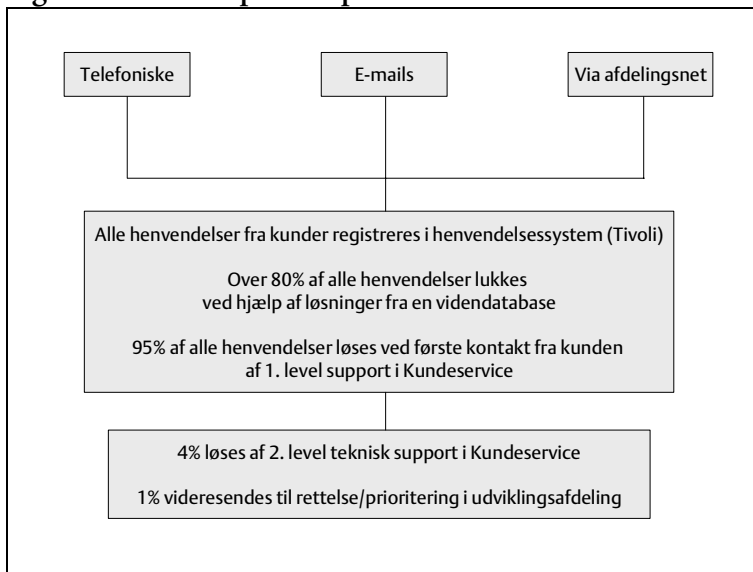 Telefoniske
E-mails
Via afdelingsnet
Alle henvendelser fra kunder registreres i henvendelsessystem (Tivoli)
Over 80% af alle henvendelser lukkes
ved hjælp af løsninger fra en videndatabase
95% af alle henvendelser løses ved første kontakt fra kunden
af 1. level support i Kundeservice
4% løses af 2. level teknisk support i Kundeservice
1% videresendes til rettelse/prioritering i udviklingsafdeling